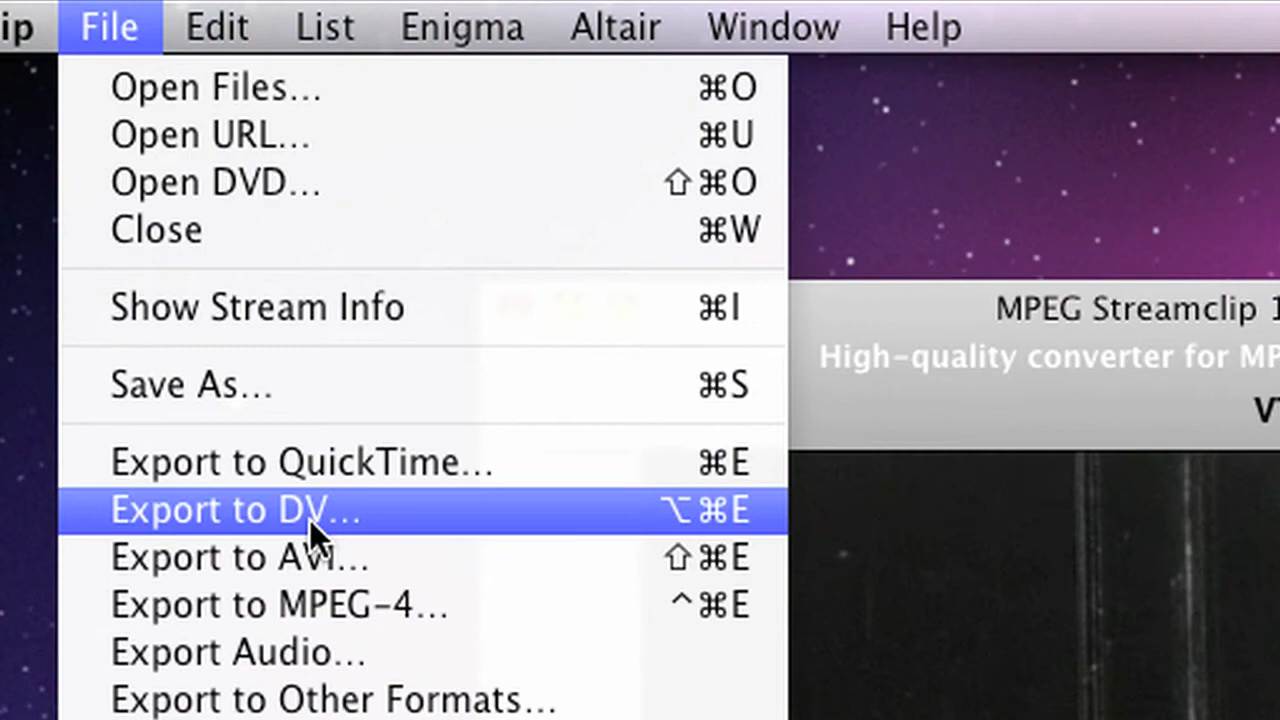 ip File Edit List Enigma Altair Window Help
Open Files... ⌘O
Open URL... ⌘U
Open DVD... ⇧⌘O
Close ⌘W
Show Stream Info ⌘I
Save As... ⌘S
Export to QuickTime... ⌘E
Export to DV... ⌥⌘E
Export to AVI... ⇧⌘E
Export to MPEG-4... ^⌘E
Export Audio...
Export to Other Formats...
MPEG Streamclip 1
High-quality converter for MP